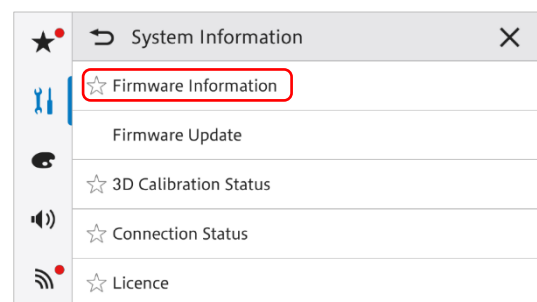 System Information
Firmware Information
Firmware Update
3D Calibration Status
Connection Status
Licence